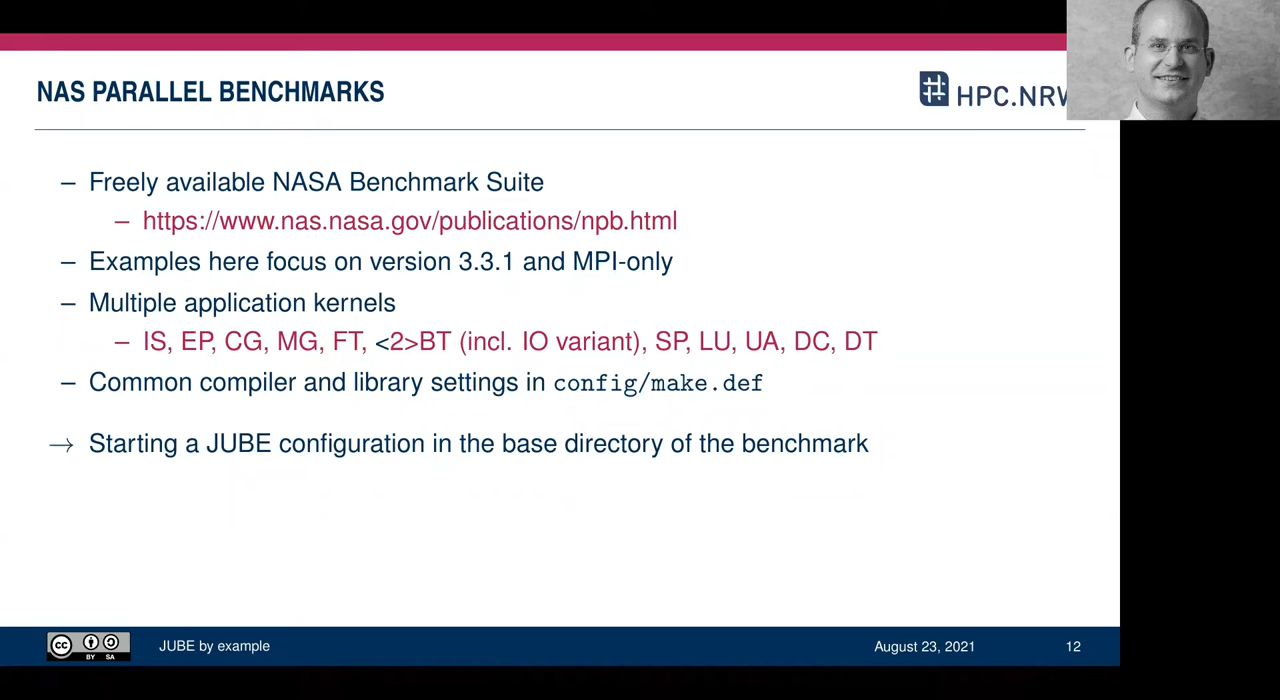 NAS PARALLEL BENCHMARKS
HPC.NRW
– Freely available NASA Benchmark Suite
– https://www.nas.nasa.gov/publications/npb.html
– Examples here focus on version 3.3.1 and MPI-only
– Multiple application kernels
– IS, EP, CG, MG, FT, <2>BT (incl. IO variant), SP, LU, UA, DC, DT
– Common compiler and library settings in config/make.def
→ Starting a JUBE configuration in the base directory of the benchmark
cc BY SA
JUBE by example
August 23, 2021
12